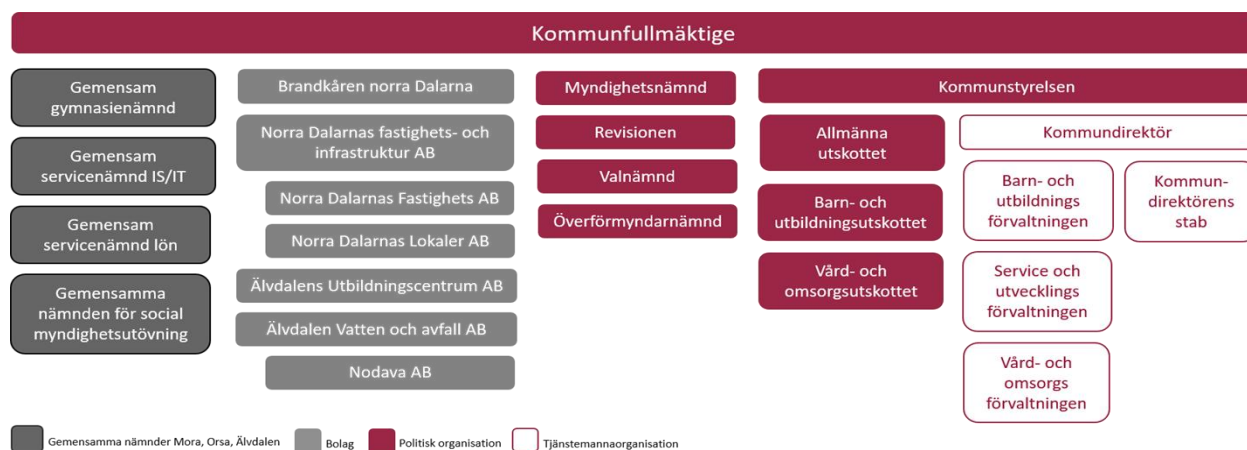 Kommunfullmäktige
Gemensam
gymnasienämnd
Gemensam
servicenämnd IS/IT
Gemensam
servicenämnd lön
Gemensamma
nämnden för social
myndighetsutövning
Brandkåren norra Dalarna
Norra Dalarnas fastighets- och
infrastruktur AB
Norra Dalarnas Fastighets AB
Norra Dalarnas Lokaler AB
Älvdalens Utbildningscentrum AB
Älvdalen Vatten och avfall AB
Nodava AB
Myndighetsnämnd
Revisionen
Valnämnd
Överförmyndarnämnd
Kommunstyrelsen
Allmänna
utskottet
Barn- och
utbildningsutskottet
Vård- och
omsorgsutskottet
Kommundirektör
Barn- och
utbildnings
förvaltningen
Service och
utvecklings
förvaltningen
Vård- och
omsorgs
förvaltningen
Kommun-
direktörens
stab
Gemensamma nämnder Mora, Orsa, Älvdalen
Bolag
Politisk organisation
Tjänstemannaorganisation